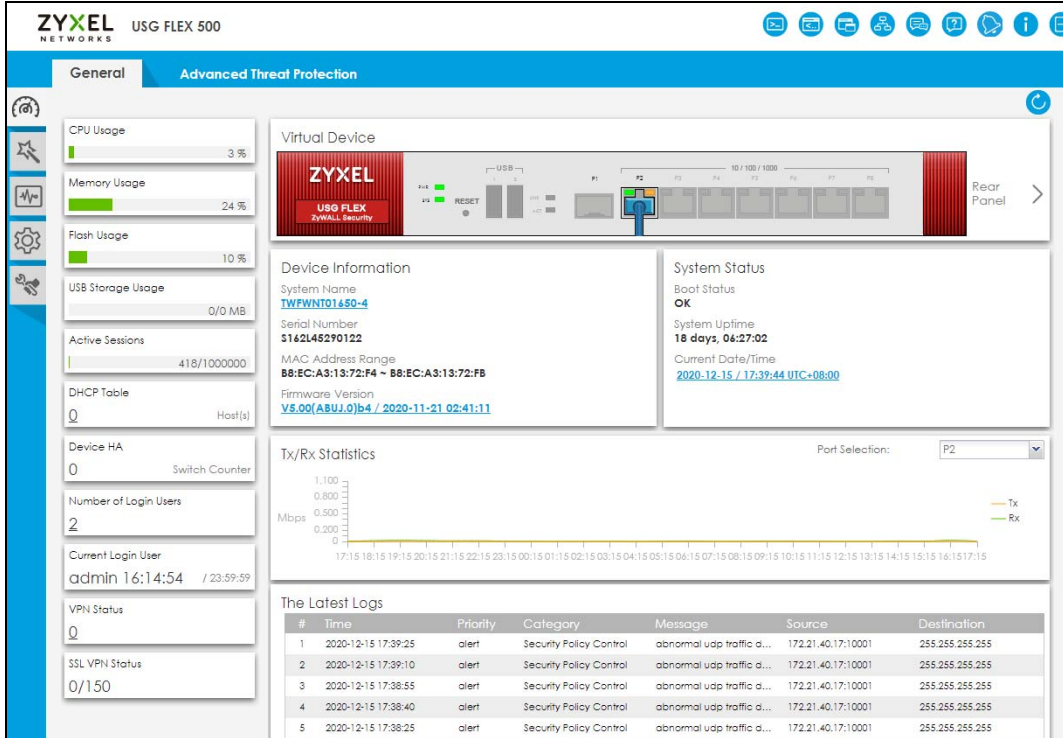 ZYXEL
NETWORKS
USG FLEX 500
General
Advanced Threat Protection
CPU Usage
3 %
Memory Usage
24 %
Flash Usage
10 %
USB Storage Usage
0/0 MB
Active Sessions
418/1000000
DHCP Table
0 Host(s)
Device HA
0 Switch Counter
Number of Login Users
2
Current Login User
admin 16:14:54 / 23:59:59
VPN Status
0
SSL VPN Status
0/150
Virtual Device
ZYXEL
USG FLEX
ZyWALL Security
PWR
SYS
RESET
USB
1 2
10 / 100 / 1000
P1 P2 P3 P4 P5 P6 P7 P8
Rear
Panel
Device Information
System Name
TWFWNT01650-4
Serial Number
S162L45290122
MAC Address Range
B8:EC:A3:13:72:F4 ~ B8:EC:A3:13:72:FB
Firmware Version
V5.00(ABUJ.0)b4 / 2020-11-21 02:41:11
System Status
Boot Status
OK
System Uptime
18 days, 06:27:02
Current Date/Time
2020-12-15 / 17:39:44 UTC+08:00
Tx/Rx Statistics
Port Selection: P2
1.100
0.800
Mbps 0.500
0.200
0
17:15 18:15 19:15 20:15 21:15 22:15 23:15 00:15 01:15 02:15 03:15 04:15 05:15 06:15 07:15 08:15 09:15 10:15 11:15 12:15 13:15 14:15 15:15 16:15 17:15
Tx
Rx
The Latest Logs
# Time Priority Category Message Source Destination
1 2020-12-15 17:39:25 alert Security Policy Control abnormal udp traffic d... 172.21.40.17:10001 255.255.255.255
2 2020-12-15 17:39:10 alert Security Policy Control abnormal udp traffic d... 172.21.40.17:10001 255.255.255.255
3 2020-12-15 17:38:55 alert Security Policy Control abnormal udp traffic d... 172.21.40.17:10001 255.255.255.255
4 2020-12-15 17:38:40 alert Security Policy Control abnormal udp traffic d... 172.21.40.17:10001 255.255.255.255
5 2020-12-15 17:38:25 alert Security Policy Control abnormal udp traffic d... 172.21.40.17:10001 255.255.255.255